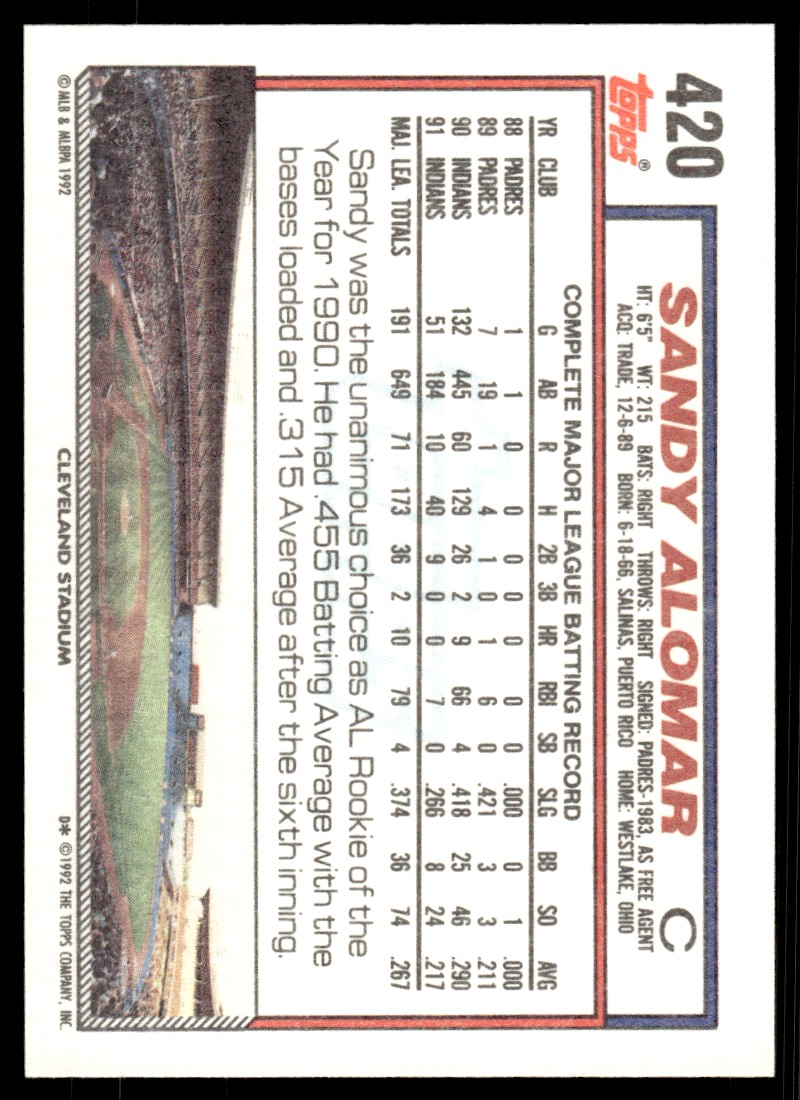 420
topps®
SANDY ALOMAR C
HT: 6'5" WT: 215 BATS: RIGHT THROWS: RIGHT SIGNED: PADRES-1983, AS FREE AGENT
ACQ: TRADE, 12-6-89 BORN: 6-18-66, SALINAS, PUERTO RICO HOME: WESTLAKE, OHIO
COMPLETE MAJOR LEAGUE BATTING RECORD
YR CLUB G AB R H 2B 3B HR RBI SB SLG BB SO AVG
88 PADRES 1 1 0 0 0 0 0 0 0 .000 0 1 .000
89 PADRES 7 19 1 4 1 0 1 6 0 .421 3 3 .211
90 INDIANS 132 445 60 129 26 2 9 66 4 .418 25 46 .290
91 INDIANS 51 184 10 40 9 0 0 7 0 .266 8 24 .217
MAJ. LEA. TOTALS 191 649 71 173 36 2 10 79 4 .374 36 74 .267
Sandy was the unanimous choice as AL Rookie of the
Year for 1990. He had .455 Batting Average with the
bases loaded and .315 Average after the sixth inning.
©MLB & MLBPA 1992 CLEVELAND STADIUM D* ©1992 THE TOPPS COMPANY, INC.